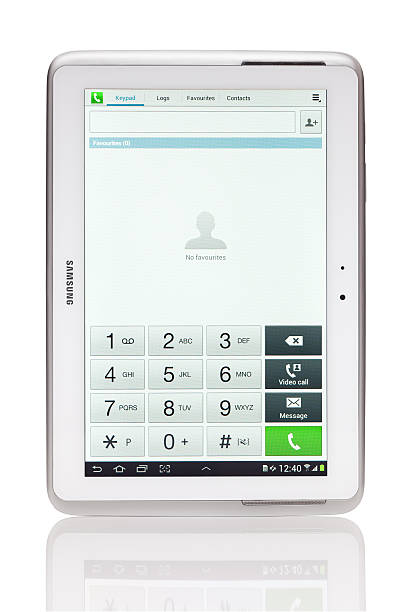 Keypad Logs Favourites Contacts
Favourites (0)
No favourites
SAMSUNG
1 2 ABC 3 DEF
4 GHI 5 JKL 6 MNO Video call
7 PQRS 8 TUV 9 WXYZ Message
* P 0 + #
12:40